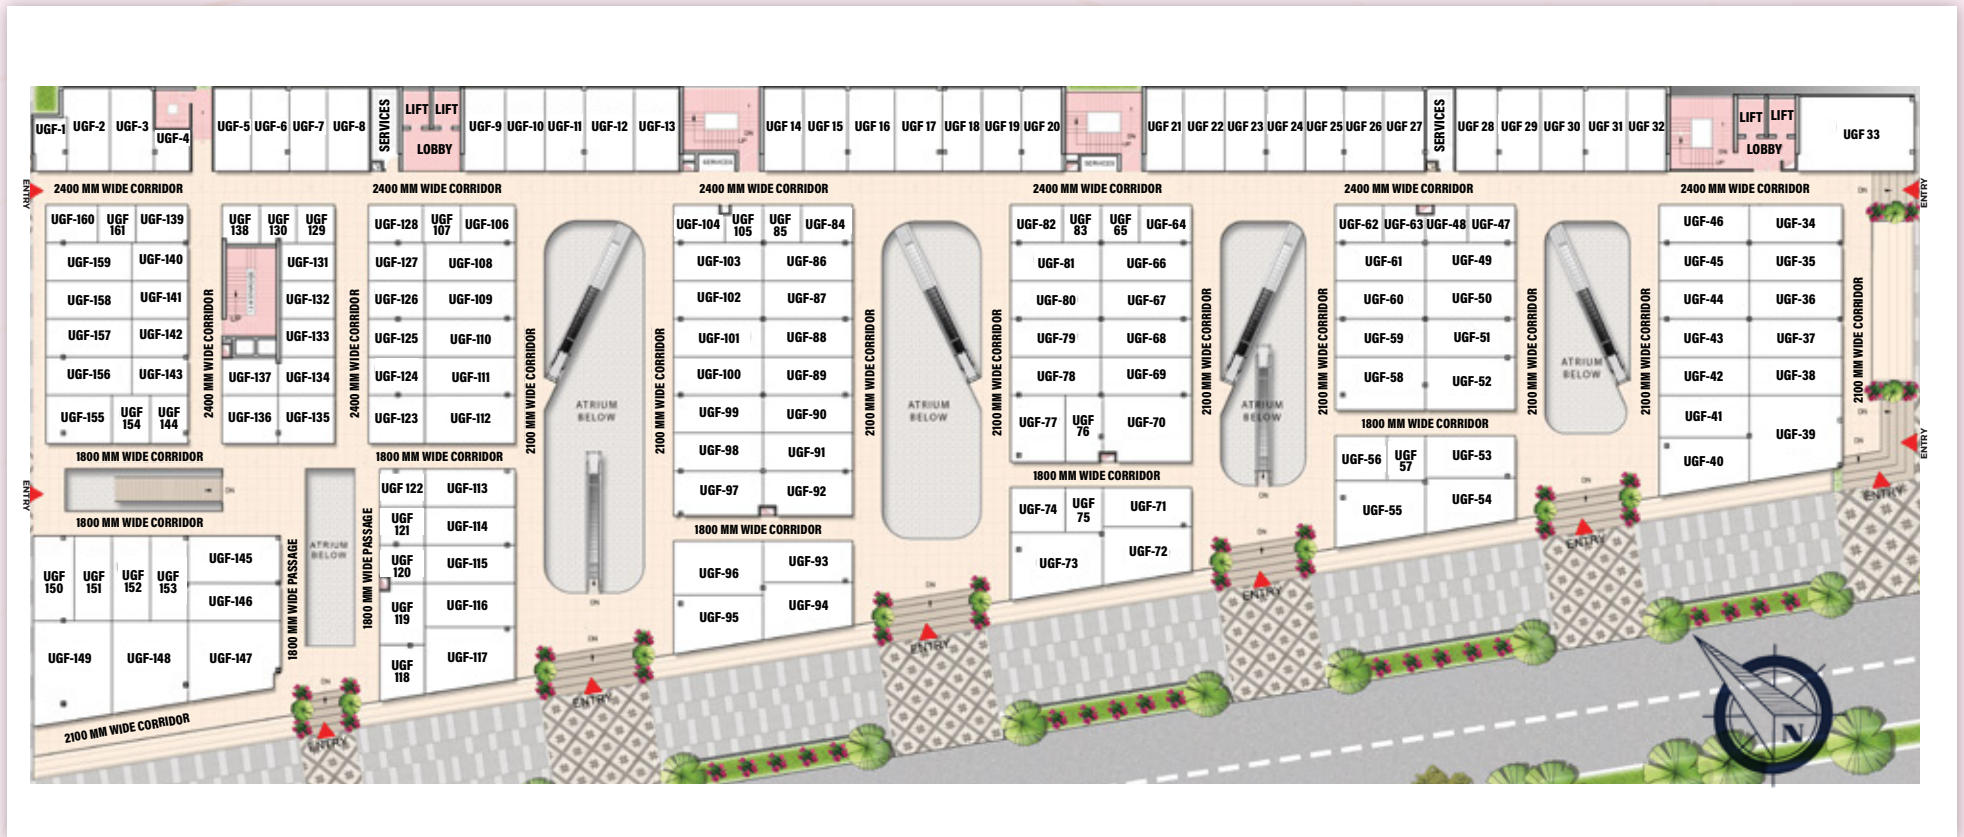 UGF-1
UGF-2
UGF-3
UGF-4
UGF-5
UGF-6
UGF-7
UGF-8
SERVICES
LIFT
LIFT
LOBBY
UGF-9
UGF-10
UGF-11
UGF-12
UGF-13
DN
UP
SERVICES
UGF 14
UGF 15
UGF 16
UGF 17
UGF 18
UGF 19
UGF 20
DN
UP
SERVICES
UGF 21
UGF 22
UGF 23
UGF 24
UGF 25
UGF 26
UGF 27
SERVICES
UGF 28
UGF 29
UGF 30
UGF 31
UGF 32
DN
UP
LIFT
LIFT
LOBBY
UGF 33
ENTRY
2400 MM WIDE CORRIDOR
2400 MM WIDE CORRIDOR
2400 MM WIDE CORRIDOR
2400 MM WIDE CORRIDOR
2400 MM WIDE CORRIDOR
2400 MM WIDE CORRIDOR
DN
ENTRY
UGF-160
UGF
161
UGF-139
UGF-159
UGF-140
UGF-158
UGF-141
UGF-157
UGF-142
UGF-156
UGF-143
UGF-155
UGF
154
UGF
144
2400 MM WIDE CORRIDOR
UGF
138
UGF
130
UGF
129
UGF-131
UGF-132
UGF-133
UP
UGF-137
UGF-134
UGF-136
UGF-135
2400 MM WIDE CORRIDOR
UGF-128
UGF
107
UGF-106
UGF-127
UGF-108
UGF-126
UGF-109
UGF-125
UGF-110
UGF-124
UGF-111
UGF-123
UGF-112
2100 MM WIDE CORRIDOR
ATRIUM
BELOW
DN
2100 MM WIDE CORRIDOR
UGF-104
UGF
105
UGF
85
UGF-84
UGF-103
UGF-86
UGF-102
UGF-87
UGF-101
UGF-88
UGF-100
UGF-89
UGF-99
UGF-90
UGF-98
UGF-91
UGF-97
UGF-92
2100 MM WIDE CORRIDOR
ATRIUM
BELOW
2100 MM WIDE CORRIDOR
UGF-82
UGF
83
UGF
65
UGF-64
UGF-81
UGF-66
UGF-80
UGF-67
UGF-79
UGF-68
UGF-78
UGF-69
UGF-77
UGF
76
UGF-70
2100 MM WIDE CORRIDOR
ATRIUM
BELOW
DN
2100 MM WIDE CORRIDOR
UGF-62
UGF-63
UGF-48
UGF-47
UGF-61
UGF-49
UGF-60
UGF-50
UGF-59
UGF-51
UGF-58
UGF-52
2100 MM WIDE CORRIDOR
ATRIUM
BELOW
2100 MM WIDE CORRIDOR
UGF-46
UGF-34
UGF-45
UGF-35
UGF-44
UGF-36
UGF-43
UGF-37
UGF-42
UGF-38
UGF-41
UGF-39
UGF-40
2100 MM WIDE CORRIDOR
DN
DN
ENTRY
1800 MM WIDE CORRIDOR
ENTRY
DN
1800 MM WIDE CORRIDOR
UGF
150
UGF
151
UGF
152
UGF
153
UGF-145
UGF-146
UGF-149
UGF-148
UGF-147
2100 MM WIDE CORRIDOR
1800 MM WIDE PASSAGE
ATRIUM
BELOW
1800 MM WIDE PASSAGE
1800 MM WIDE CORRIDOR
UGF 122
UGF-113
UGF
121
UGF-114
UGF
120
UGF-115
UGF
119
UGF-116
UGF
118
UGF-117
1800 MM WIDE CORRIDOR
UGF-96
UGF-93
UGF-95
UGF-94
1800 MM WIDE CORRIDOR
UGF-74
UGF
75
UGF-71
UGF-73
UGF-72
1800 MM WIDE CORRIDOR
UGF-56
UGF
57
UGF-53
UGF-55
UGF-54
DN
ENTRY
DN
ENTRY
DN
ENTRY
DN
ENTRY
DN
ENTRY
ENTRY
N